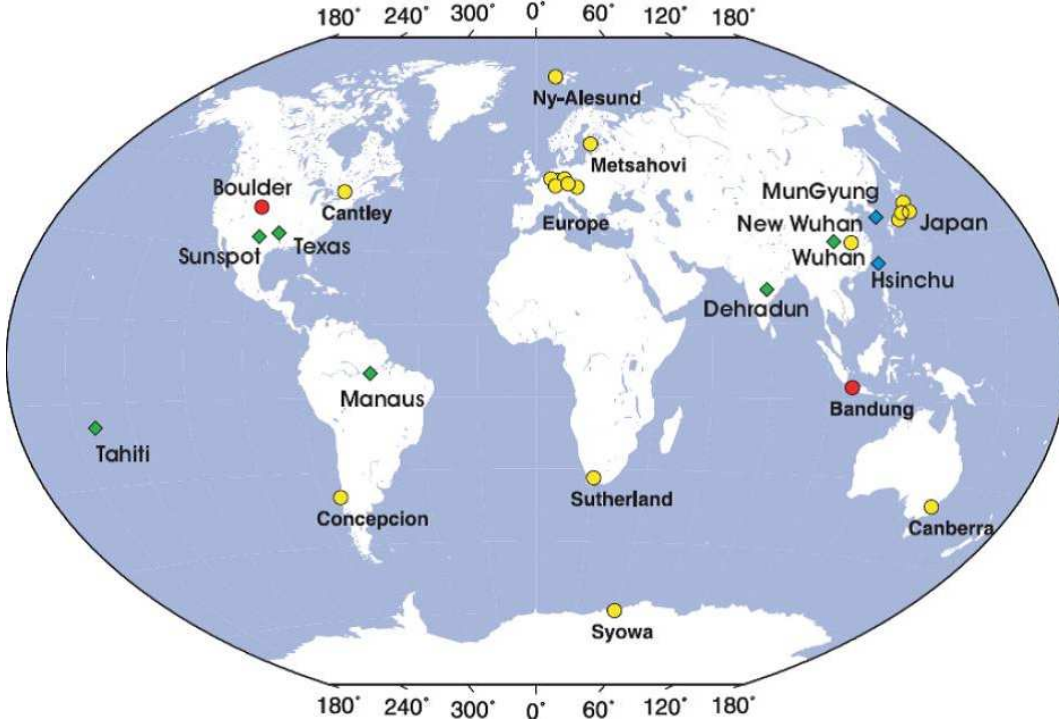 180° 240° 300° 0° 60° 120° 180°
Ny-Alesund
Metsahovi
Boulder
MunGyung
Cantley
Europe
New Wuhan
Japan
Sunspot
Texas
Wuhan
Hsinchu
Dehradun
Manaus
Bandung
Tahiti
Sutherland
Concepcion
Canberra
Syowa
180° 240° 300° 0° 60° 120° 180°